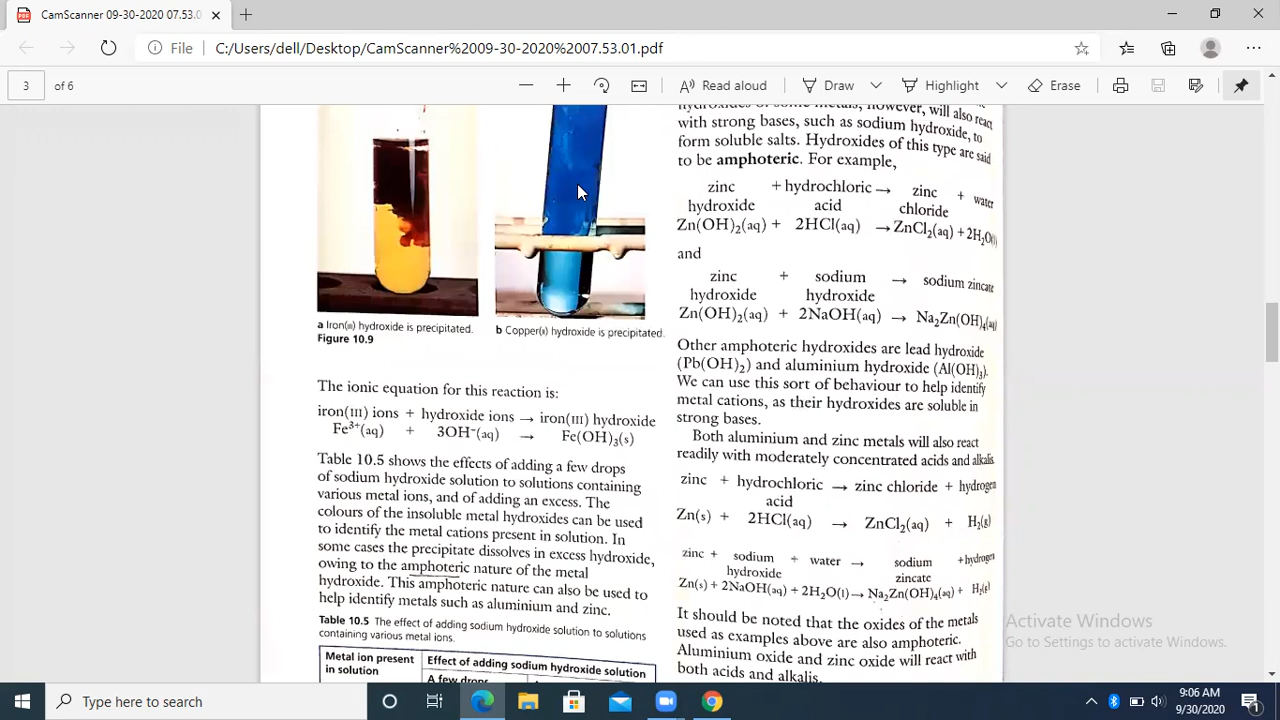 CamScanner 09-30-2020 07.53.01.p
File C:/Users/dell/Desktop/CamScanner%2009-30-2020%2007.53.01.pdf
3 of 6 Read aloud Draw Highlight Erase
a Iron(III) hydroxide is precipitated.
b Copper(II) hydroxide is precipitated.
Figure 10.9
The ionic equation for this reaction is:
iron(III) ions + hydroxide ions → iron(III) hydroxide
Fe³⁺(aq) + 3OH⁻(aq) → Fe(OH)₃(s)
Table 10.5 shows the effects of adding a few drops
of sodium hydroxide solution to solutions containing
various metal ions, and of adding an excess. The
colours of the insoluble metal hydroxides can be used
to identify the metal cations present in solution. In
some cases the precipitate dissolves in excess hydroxide,
owing to the amphoteric nature of the metal
hydroxide. This amphoteric nature can also be used to
help identify metals such as aluminium and zinc.
Table 10.5 The effect of adding sodium hydroxide solution to solutions
containing various metal ions.
Metal ion present
in solution
Effect of adding sodium hydroxide solution
A few drops
hydroxides of some metals, however, will also react
with strong bases, such as sodium hydroxide, to
form soluble salts. Hydroxides of this type are said
to be amphoteric. For example,
zinc + hydrochloric → zinc + water
hydroxide acid chloride
Zn(OH)₂(aq) + 2HCl(aq) → ZnCl₂(aq) + 2H₂O(l)
and
zinc + sodium → sodium zincate
hydroxide hydroxide
Zn(OH)₂(aq) + 2NaOH(aq) → Na₂Zn(OH)₄(aq)
Other amphoteric hydroxides are lead hydroxide
(Pb(OH)₂) and aluminium hydroxide (Al(OH)₃).
We can use this sort of behaviour to help identify
metal cations, as their hydroxides are soluble in
strong bases.
Both aluminium and zinc metals will also react
readily with moderately concentrated acids and alkalis.
zinc + hydrochloric → zinc chloride + hydrogen
acid
Zn(s) + 2HCl(aq) → ZnCl₂(aq) + H₂(g)
zinc + sodium + water → sodium + hydrogen
hydroxide zincate
Zn(s) + 2NaOH(aq) + 2H₂O(l) → Na₂Zn(OH)₄(aq) + H₂(g)
It should be noted that the oxides of the metals
used as examples above are also amphoteric.
Aluminium oxide and zinc oxide will react with
both acids and alkalis.
Activate Windows
Go to Settings to activate Windows.
Type here to search
9:06 AM
9/30/2020
1